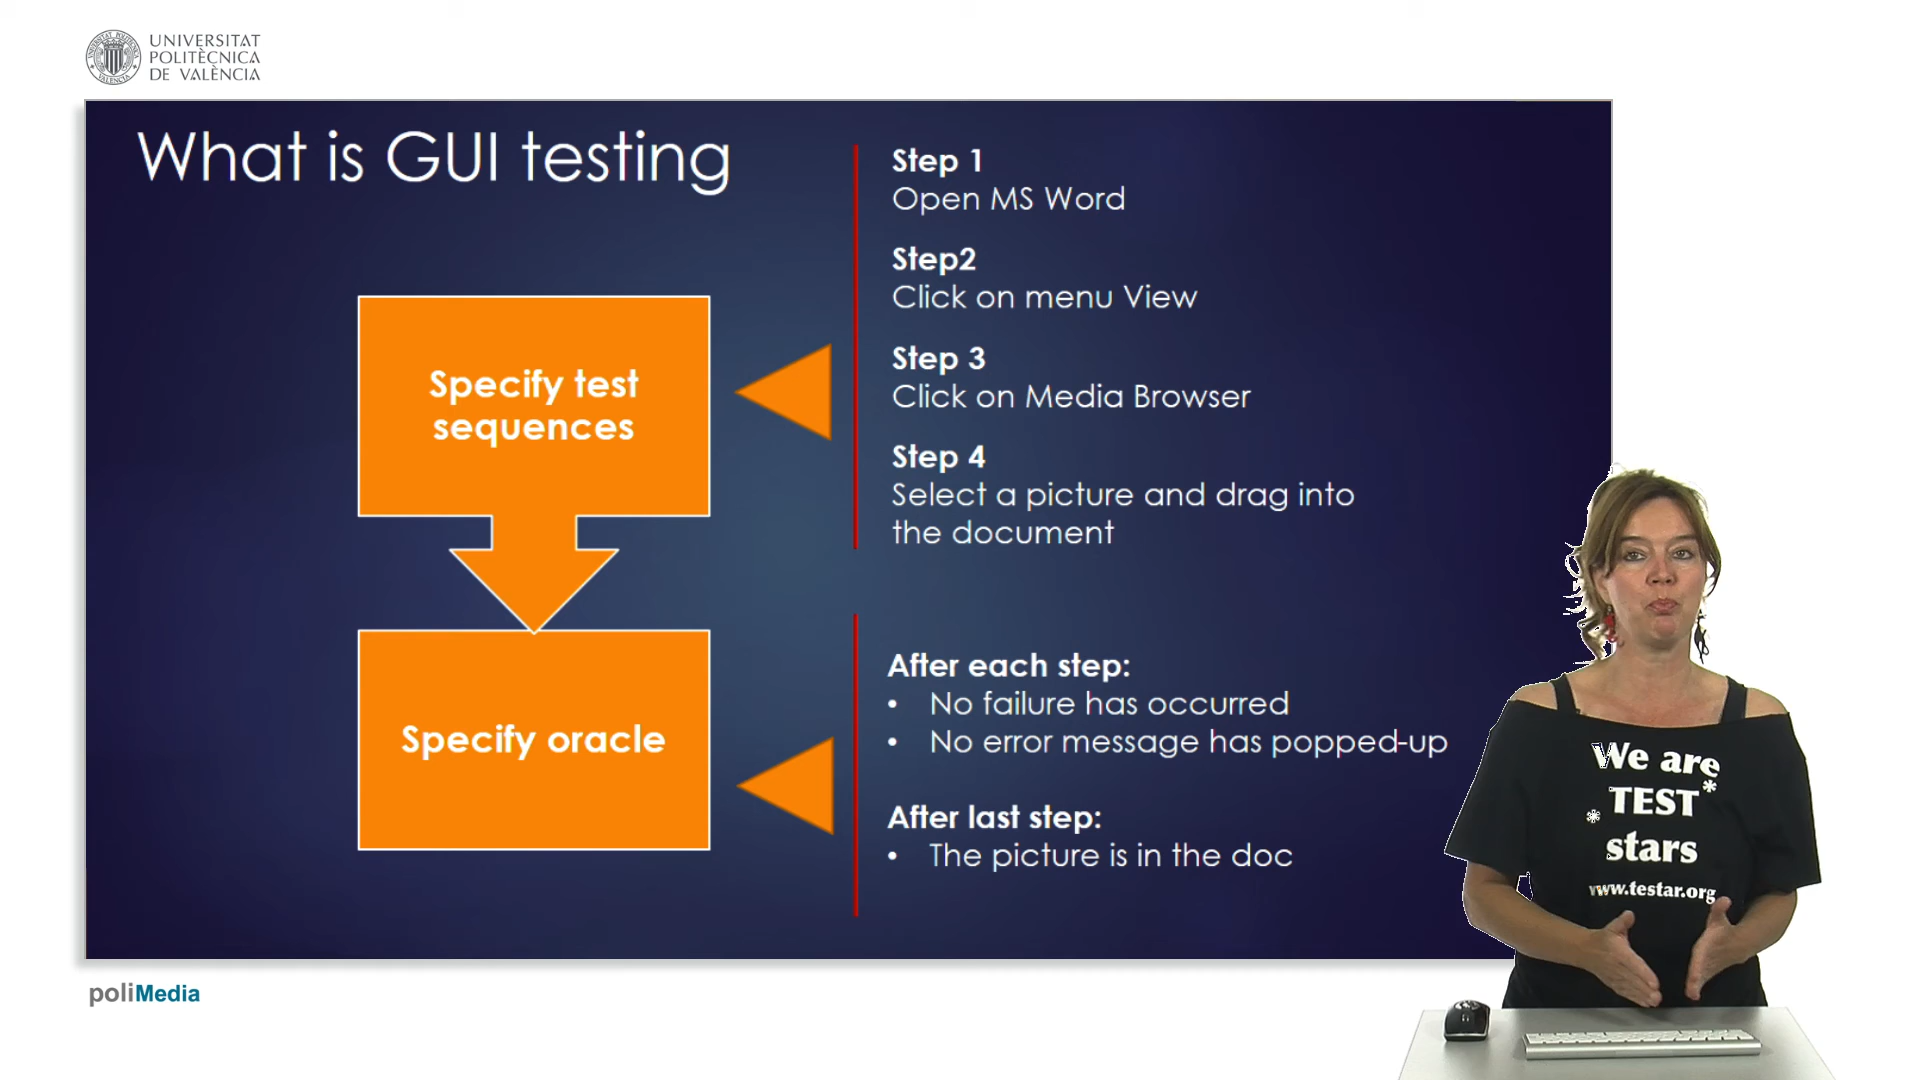 UNIVERSITAT
POLITÈCNICA
DE VALÈNCIA
What is GUI testing
Specify test
sequences
Specify oracle
Step 1
Open MS Word
Step2
Click on menu View
Step 3
Click on Media Browser
Step 4
Select a picture and drag into
the document
After each step:
• No failure has occurred
• No error message has popped-up
After last step:
• The picture is in the doc
We are
TEST*
* stars
www.testar.org
poliMedia